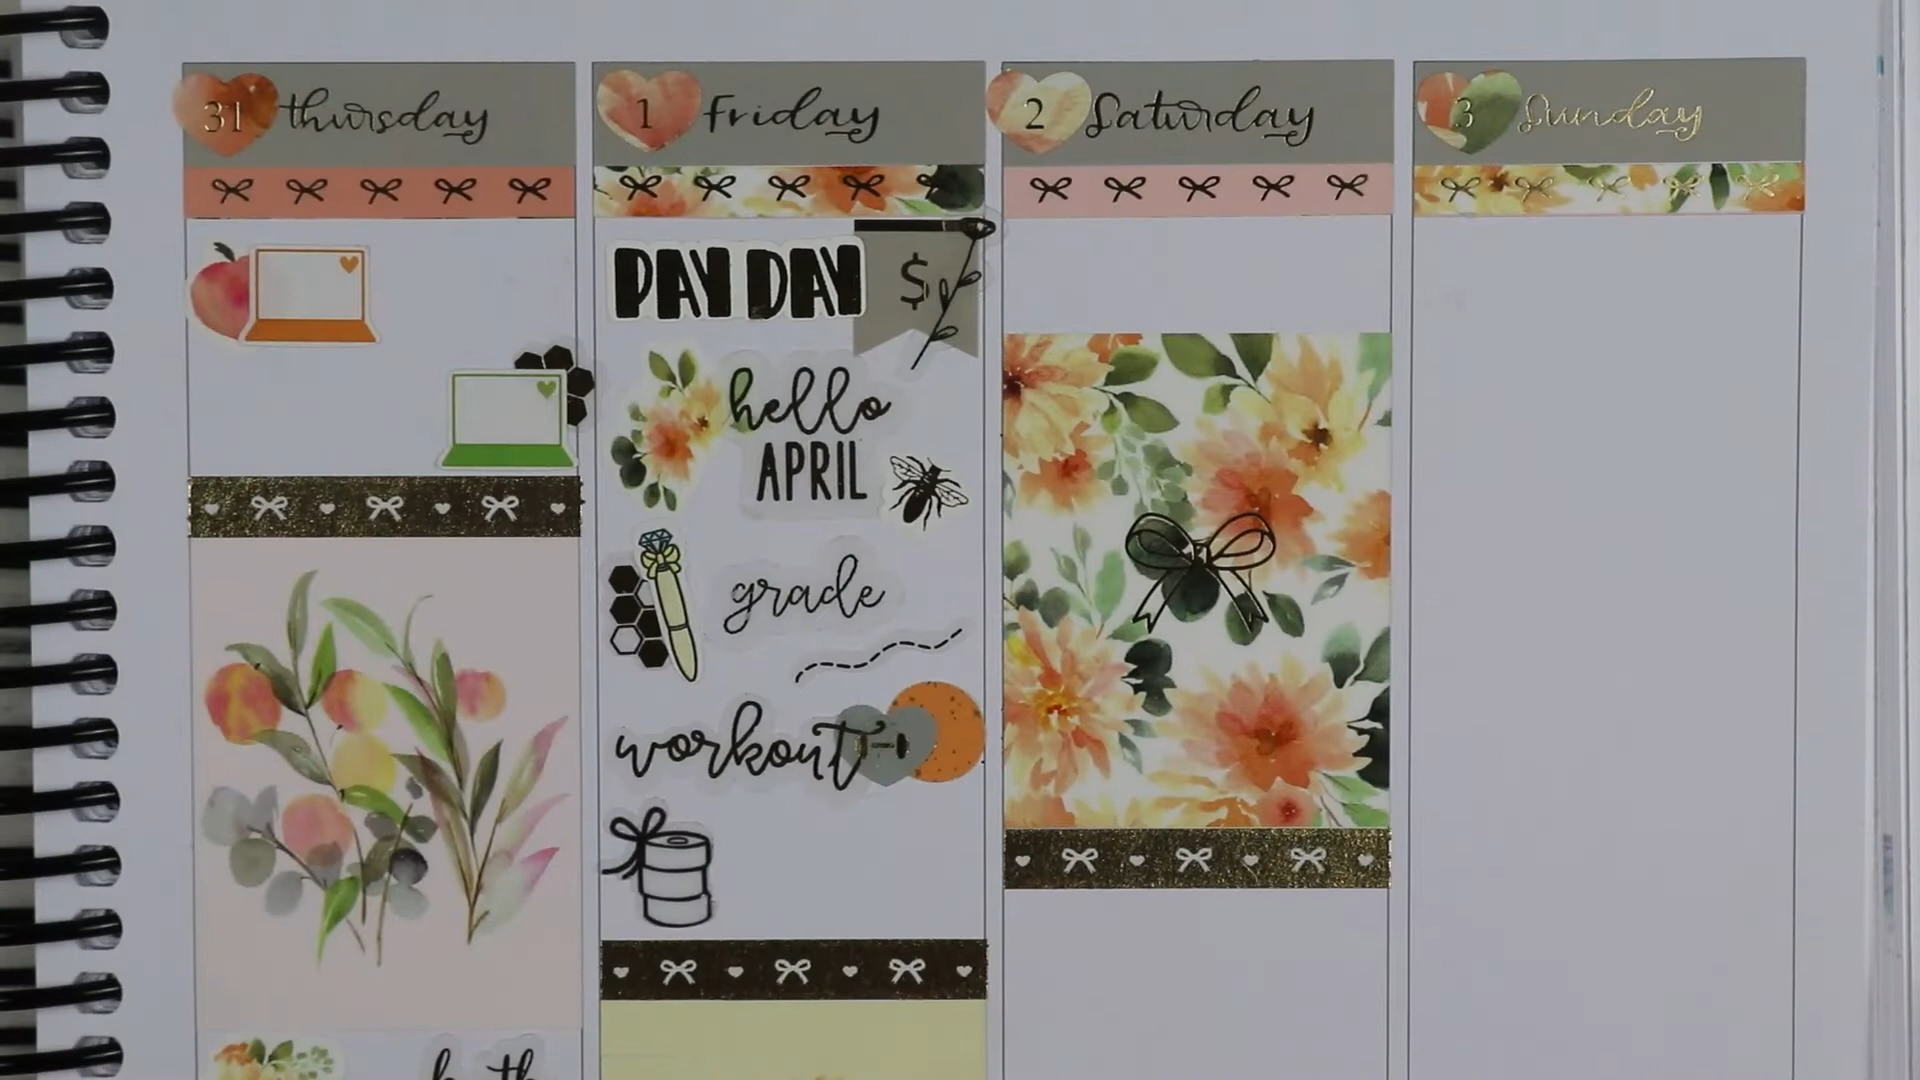 31 thursday
1 Friday
2 Saturday
3 Sunday
PAY DAY $
hello
APRIL
grade
workout